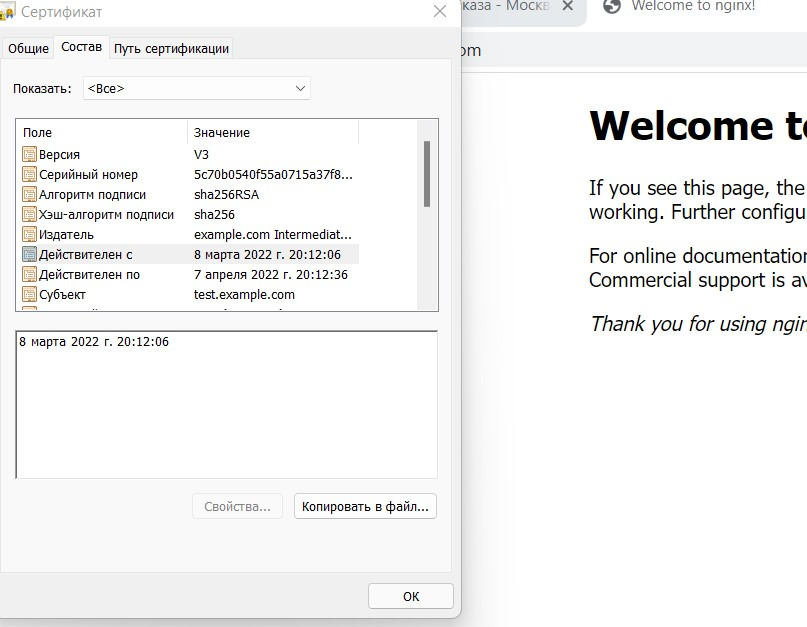 Сертификат
Общие Состав Путь сертификации
Показать: <Все>
Поле Значение
Версия V3
Серийный номер 5c70b0540f55a0715a37f8...
Алгоритм подписи sha256RSA
Хэш-алгоритм подписи sha256
Издатель example.com Intermediat...
Действителен с 8 марта 2022 г. 20:12:06
Действителен по 7 апреля 2022 г. 20:12:36
Субъект test.example.com
8 марта 2022 г. 20:12:06
Свойства... Копировать в файл...
OK
каза - Москв Welcome to nginx!
om
Welcome to
If you see this page, the
working. Further configu
For online documentation
Commercial support is av
Thank you for using ngin